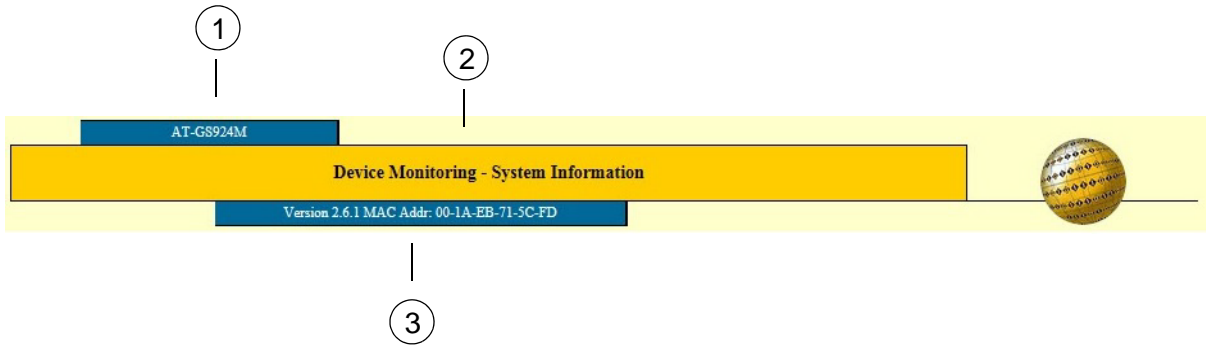 1
2
AT-GS924M
Device Monitoring - System Information
Version 2.6.1 MAC Addr: 00-1A-EB-71-5C-FD
3